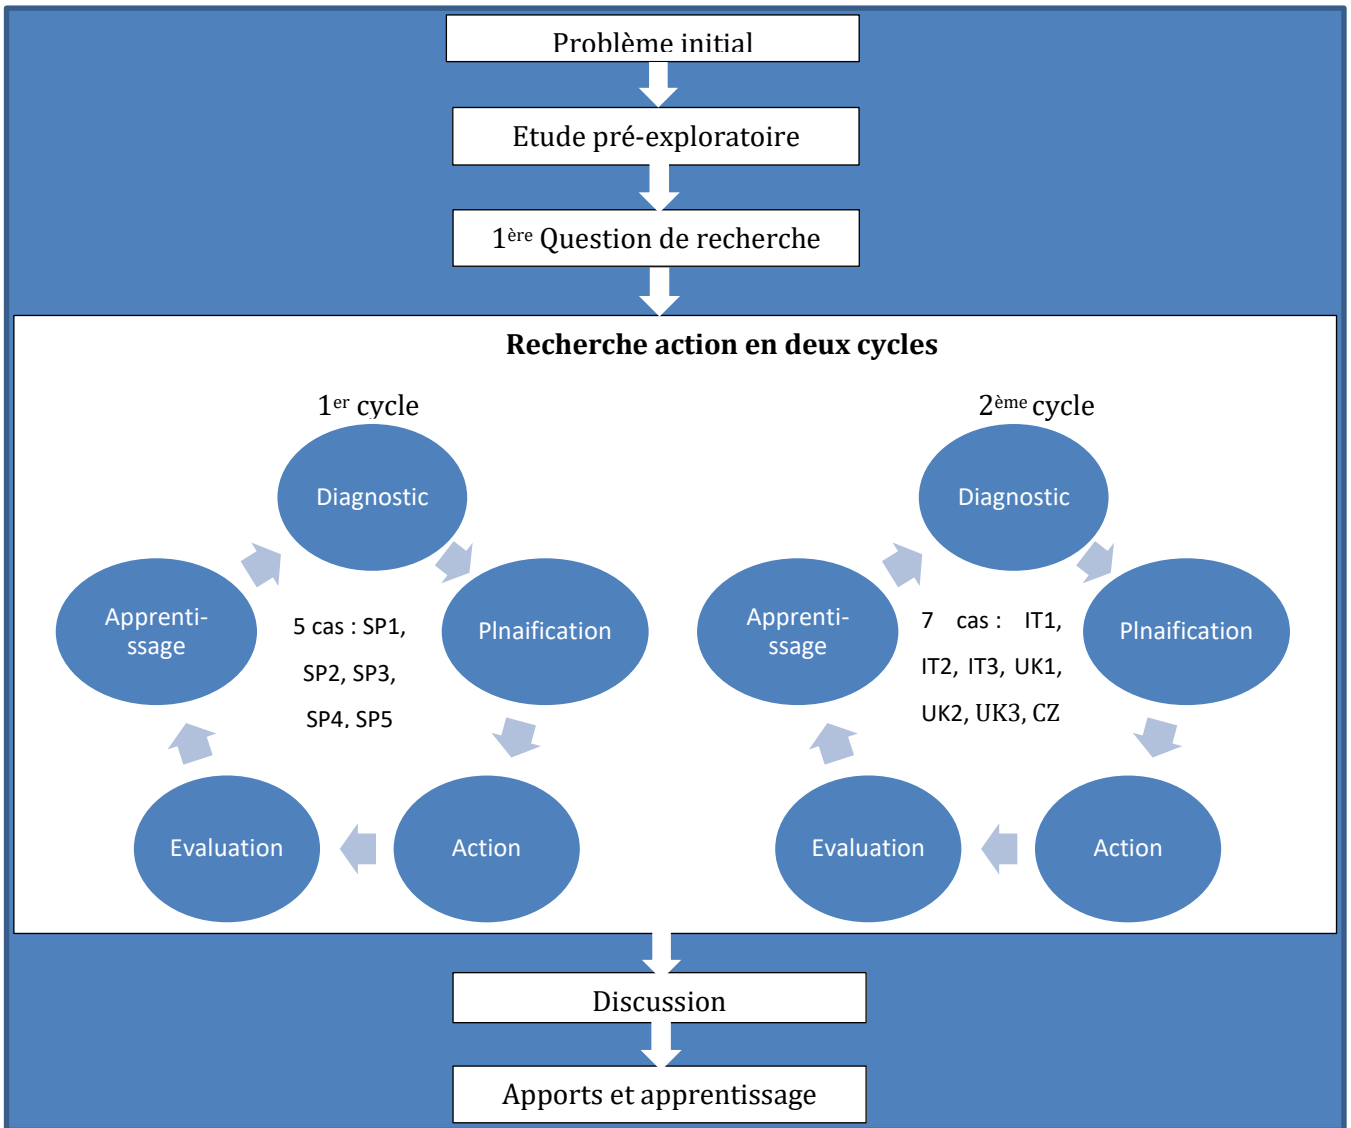 Problème initial
Etude pré-exploratoire
1ère Question de recherche
Recherche action en deux cycles
1er cycle
Diagnostic
Plnaification
Action
Evaluation
Apprenti-
ssage
5 cas : SP1,
SP2, SP3,
SP4, SP5
2ème cycle
Diagnostic
Plnaification
Action
Evaluation
Apprenti-
ssage
7 cas : IT1,
IT2, IT3, UK1,
UK2, UK3, CZ
Discussion
Apports et apprentissage